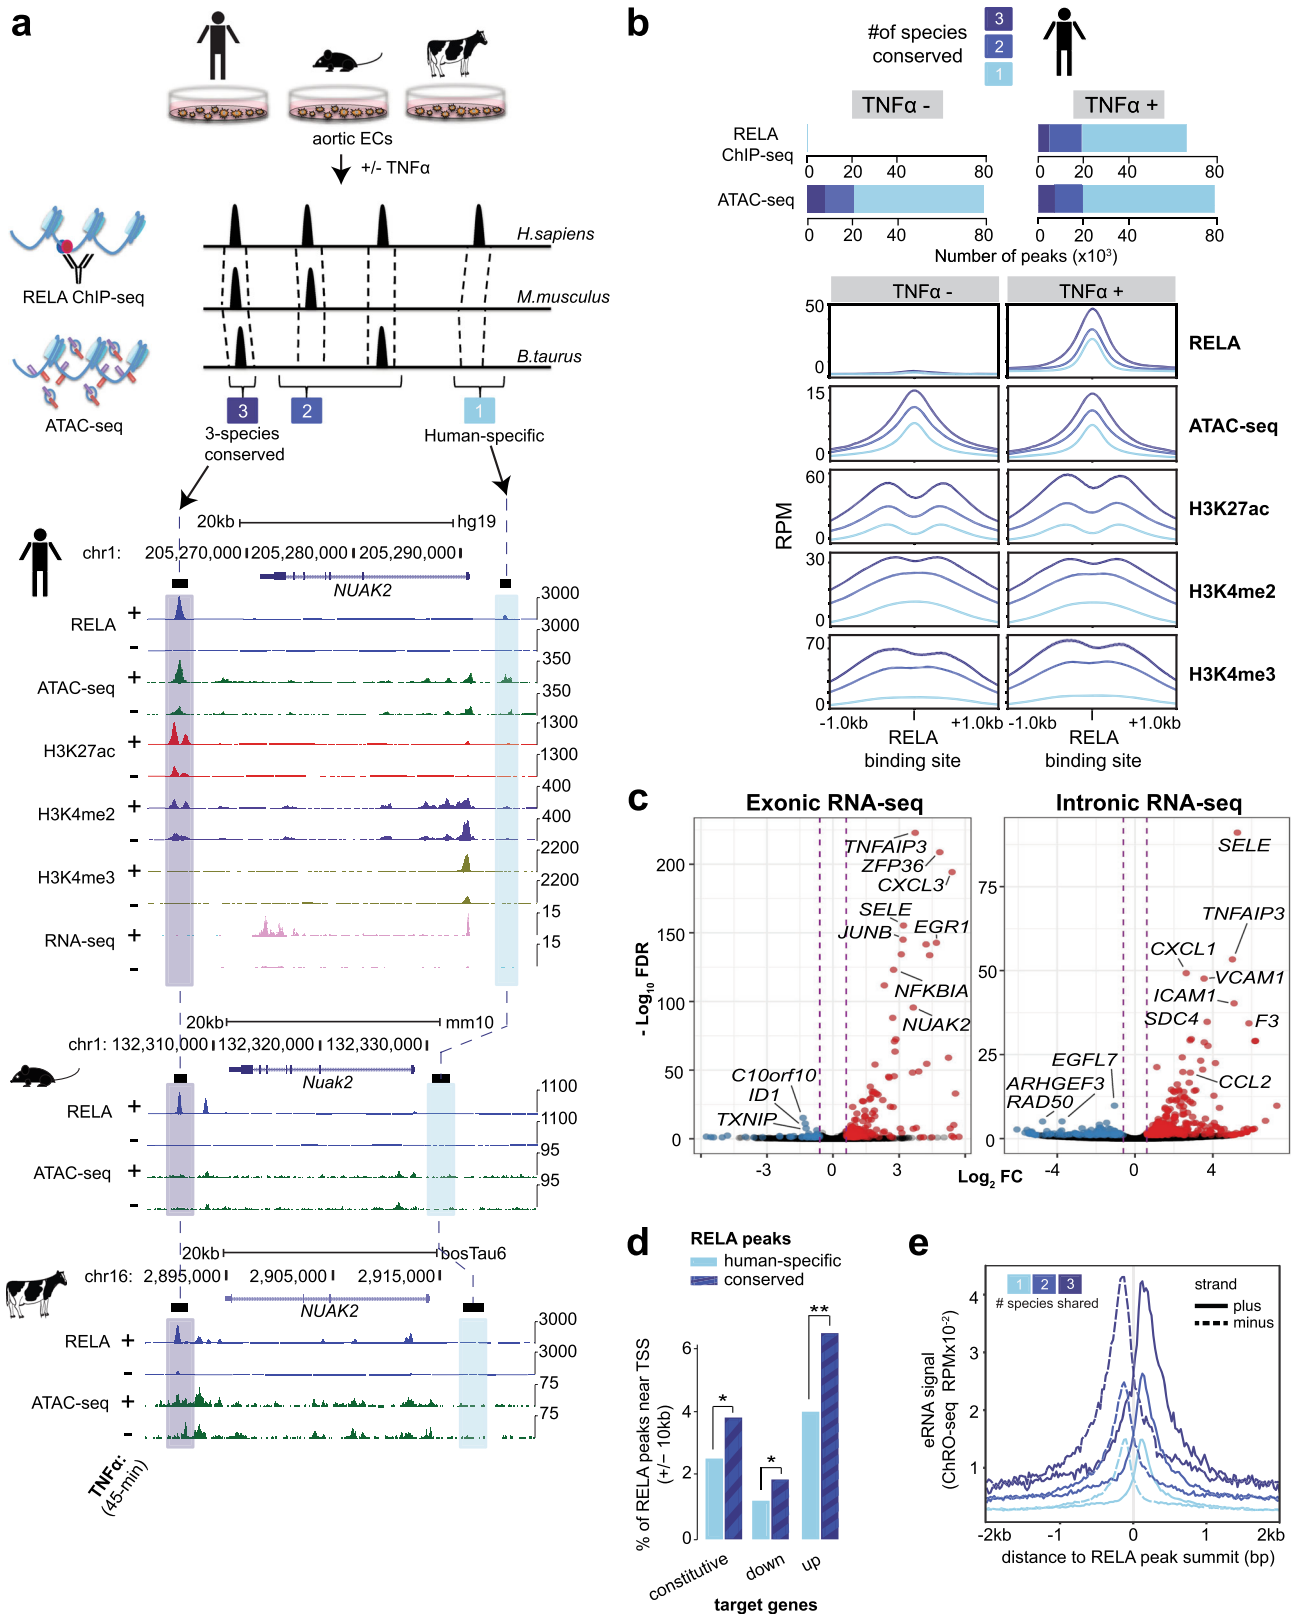 a
aortic ECs
+/- TNFα
H.sapiens
M.musculus
B.taurus
RELA ChIP-seq
ATAC-seq
3
2
1
3-species
conserved
Human-specific
20kb
hg19
chr1:
205,270,000
205,280,000
205,290,000
NUAK2
RELA
+
-
3000
3000
ATAC-seq
+
-
350
350
H3K27ac
+
-
1300
1300
H3K4me2
+
-
400
400
H3K4me3
+
-
2200
2200
RNA-seq
+
-
15
15
20kb
mm10
chr1:
132,310,000
132,320,000
132,330,000
Nuak2
RELA
+
-
1100
1100
ATAC-seq
+
-
95
95
20kb
bosTau6
chr16:
2,895,000
2,905,000
2,915,000
NUAK2
RELA
+
-
3000
3000
ATAC-seq
+
-
75
75
TNFα:
(45-min)
b
#of species
conserved
3
2
1
TNFα -
TNFα +
RELA
ChIP-seq
0 20 40 80
0 20 40 80
ATAC-seq
0 20 40 80
0 20 40 80
Number of peaks (x10³)
TNFα -
TNFα +
RPM
50
0
RELA
15
0
ATAC-seq
60
0
H3K27ac
30
0
H3K4me2
70
0
H3K4me3
-1.0kb +1.0kb
-1.0kb +1.0kb
RELA
binding site
RELA
binding site
c
Exonic RNA-seq
Intronic RNA-seq
- Log₁₀ FDR
200
150
100
50
0
TNFAIP3
ZFP36
CXCL3
SELE
JUNB
EGR1
NFKBIA
NUAK2
C10orf10
ID1
TXNIP
-3 0 3 6
75
50
25
0
SELE
TNFAIP3
CXCL1
VCAM1
ICAM1
SDC4
F3
EGFL7
ARHGEF3
RAD50
CCL2
-4 0 4
Log₂ FC
d
RELA peaks
human-specific
conserved
% of RELA peaks near TSS
(+/− 10kb)
6
4
2
0
*
*
**
constitutive
down
up
target genes
e
1 2 3
# species shared
strand
plus
minus
eRNA signal
(ChRO-seq RPMx10⁻²)
4
3
2
1
-2kb -1 0 1 2kb
distance to RELA peak summit (bp)